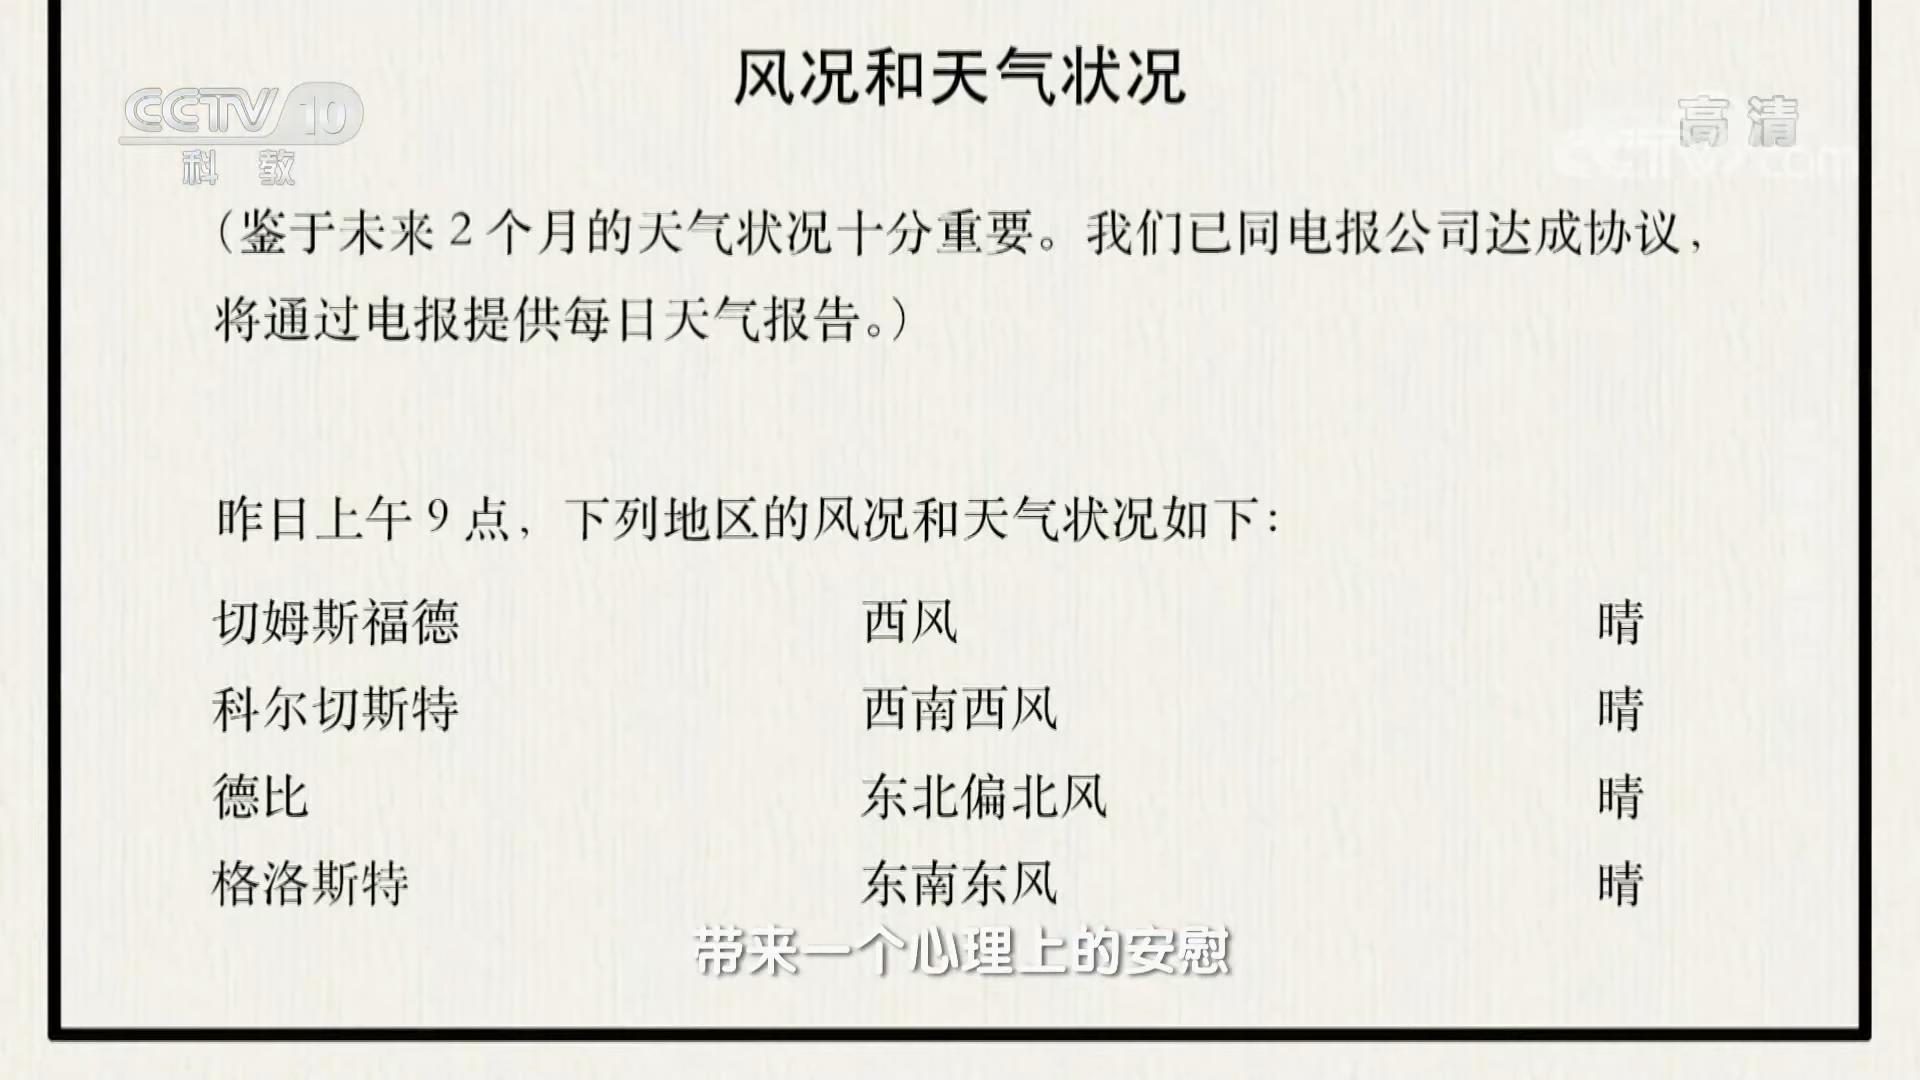 风况和天气状况
CCTV 10
科教
高清
CCTV.com
（鉴于未来2个月的天气状况十分重要。我们已同电报公司达成协议，
将通过电报提供每日天气报告。）
昨日上午9点，下列地区的风况和天气状况如下：
切姆斯福德 西风 晴
科尔切斯特 西南西风 晴
德比 东北偏北风 晴
格洛斯特 东南东风 晴
带来一个心理上的安慰